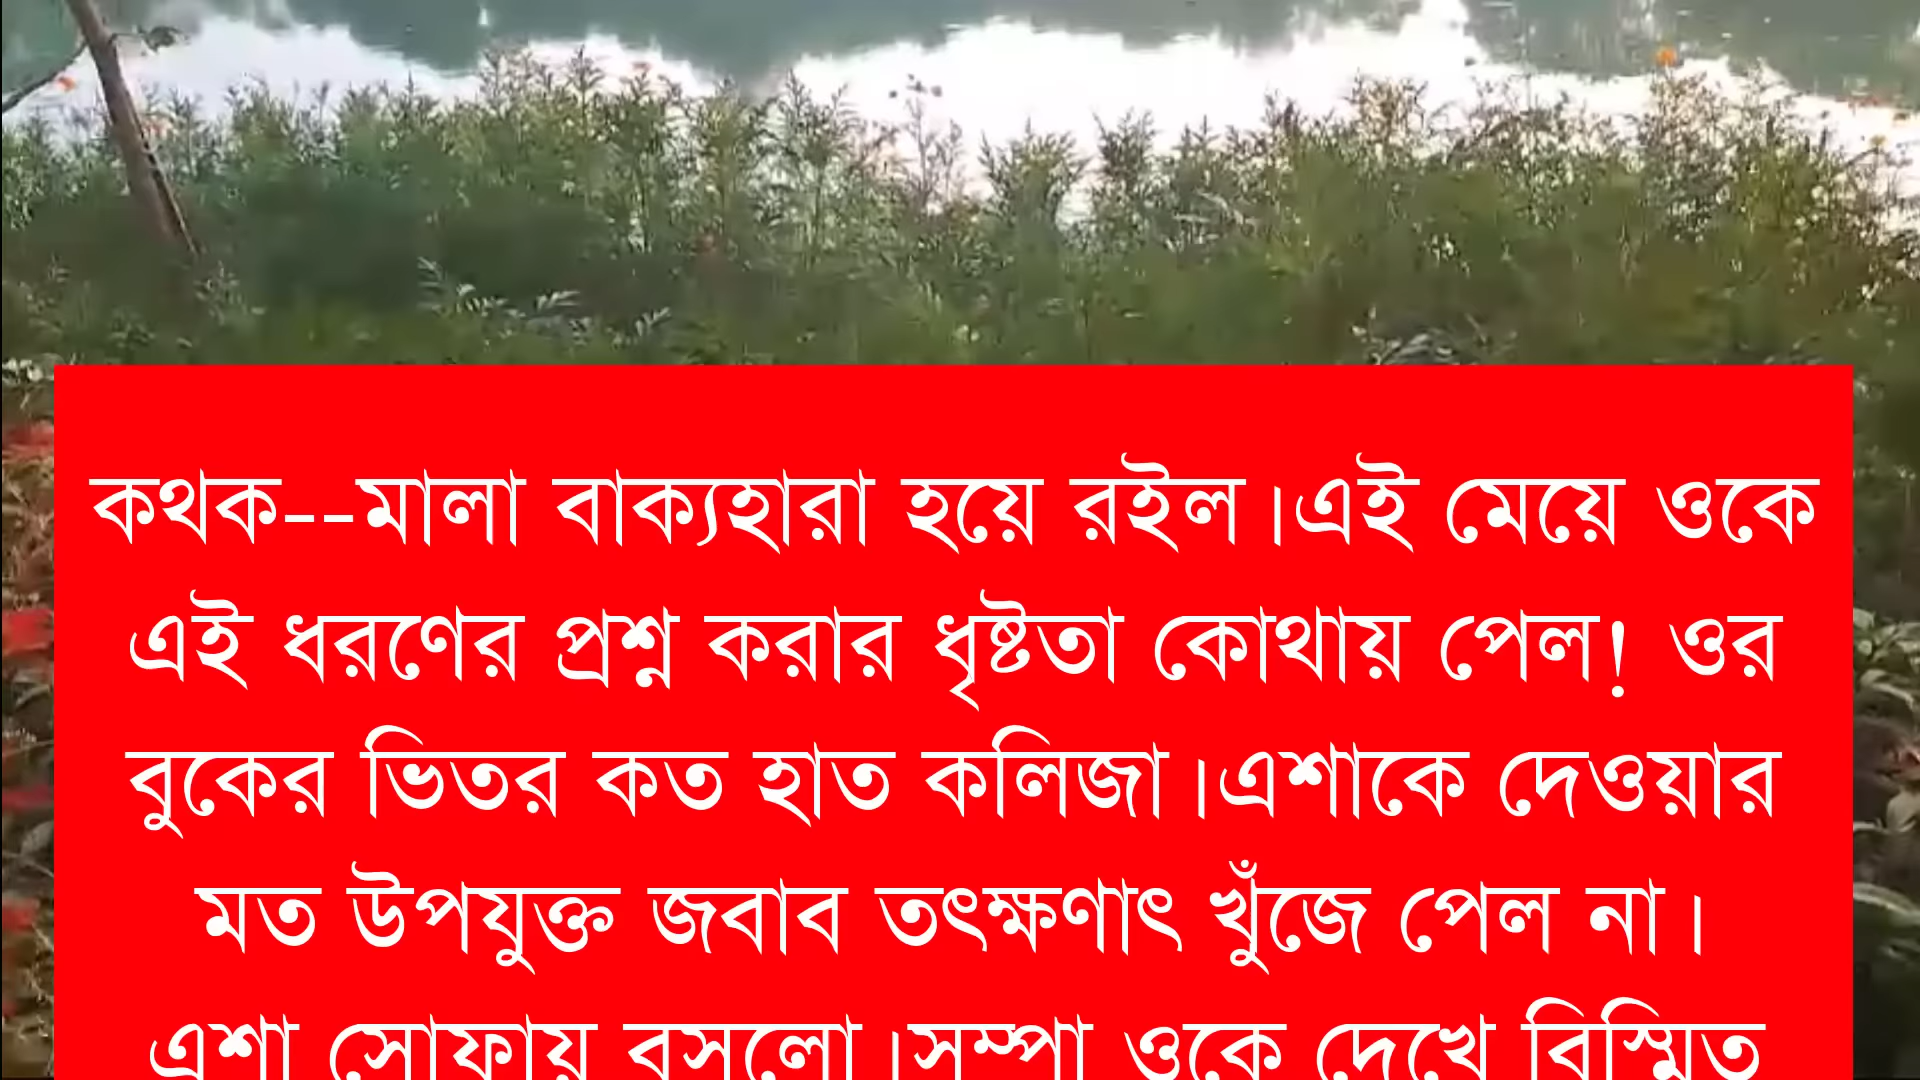 কথক--মালা বাক্যহারা হয়ে রইল।এই মেয়ে ওকে
এই ধরণের প্রশ্ন করার ধৃষ্টতা কোথায় পেল! ওর
বুকের ভিতর কত হাত কলিজা।এশাকে দেওয়ার
মত উপযুক্ত জবাব তৎক্ষণাৎ খুঁজে পেল না।
এশা সোফায় বসলো।সম্পা ওকে দেখে বিস্মিত